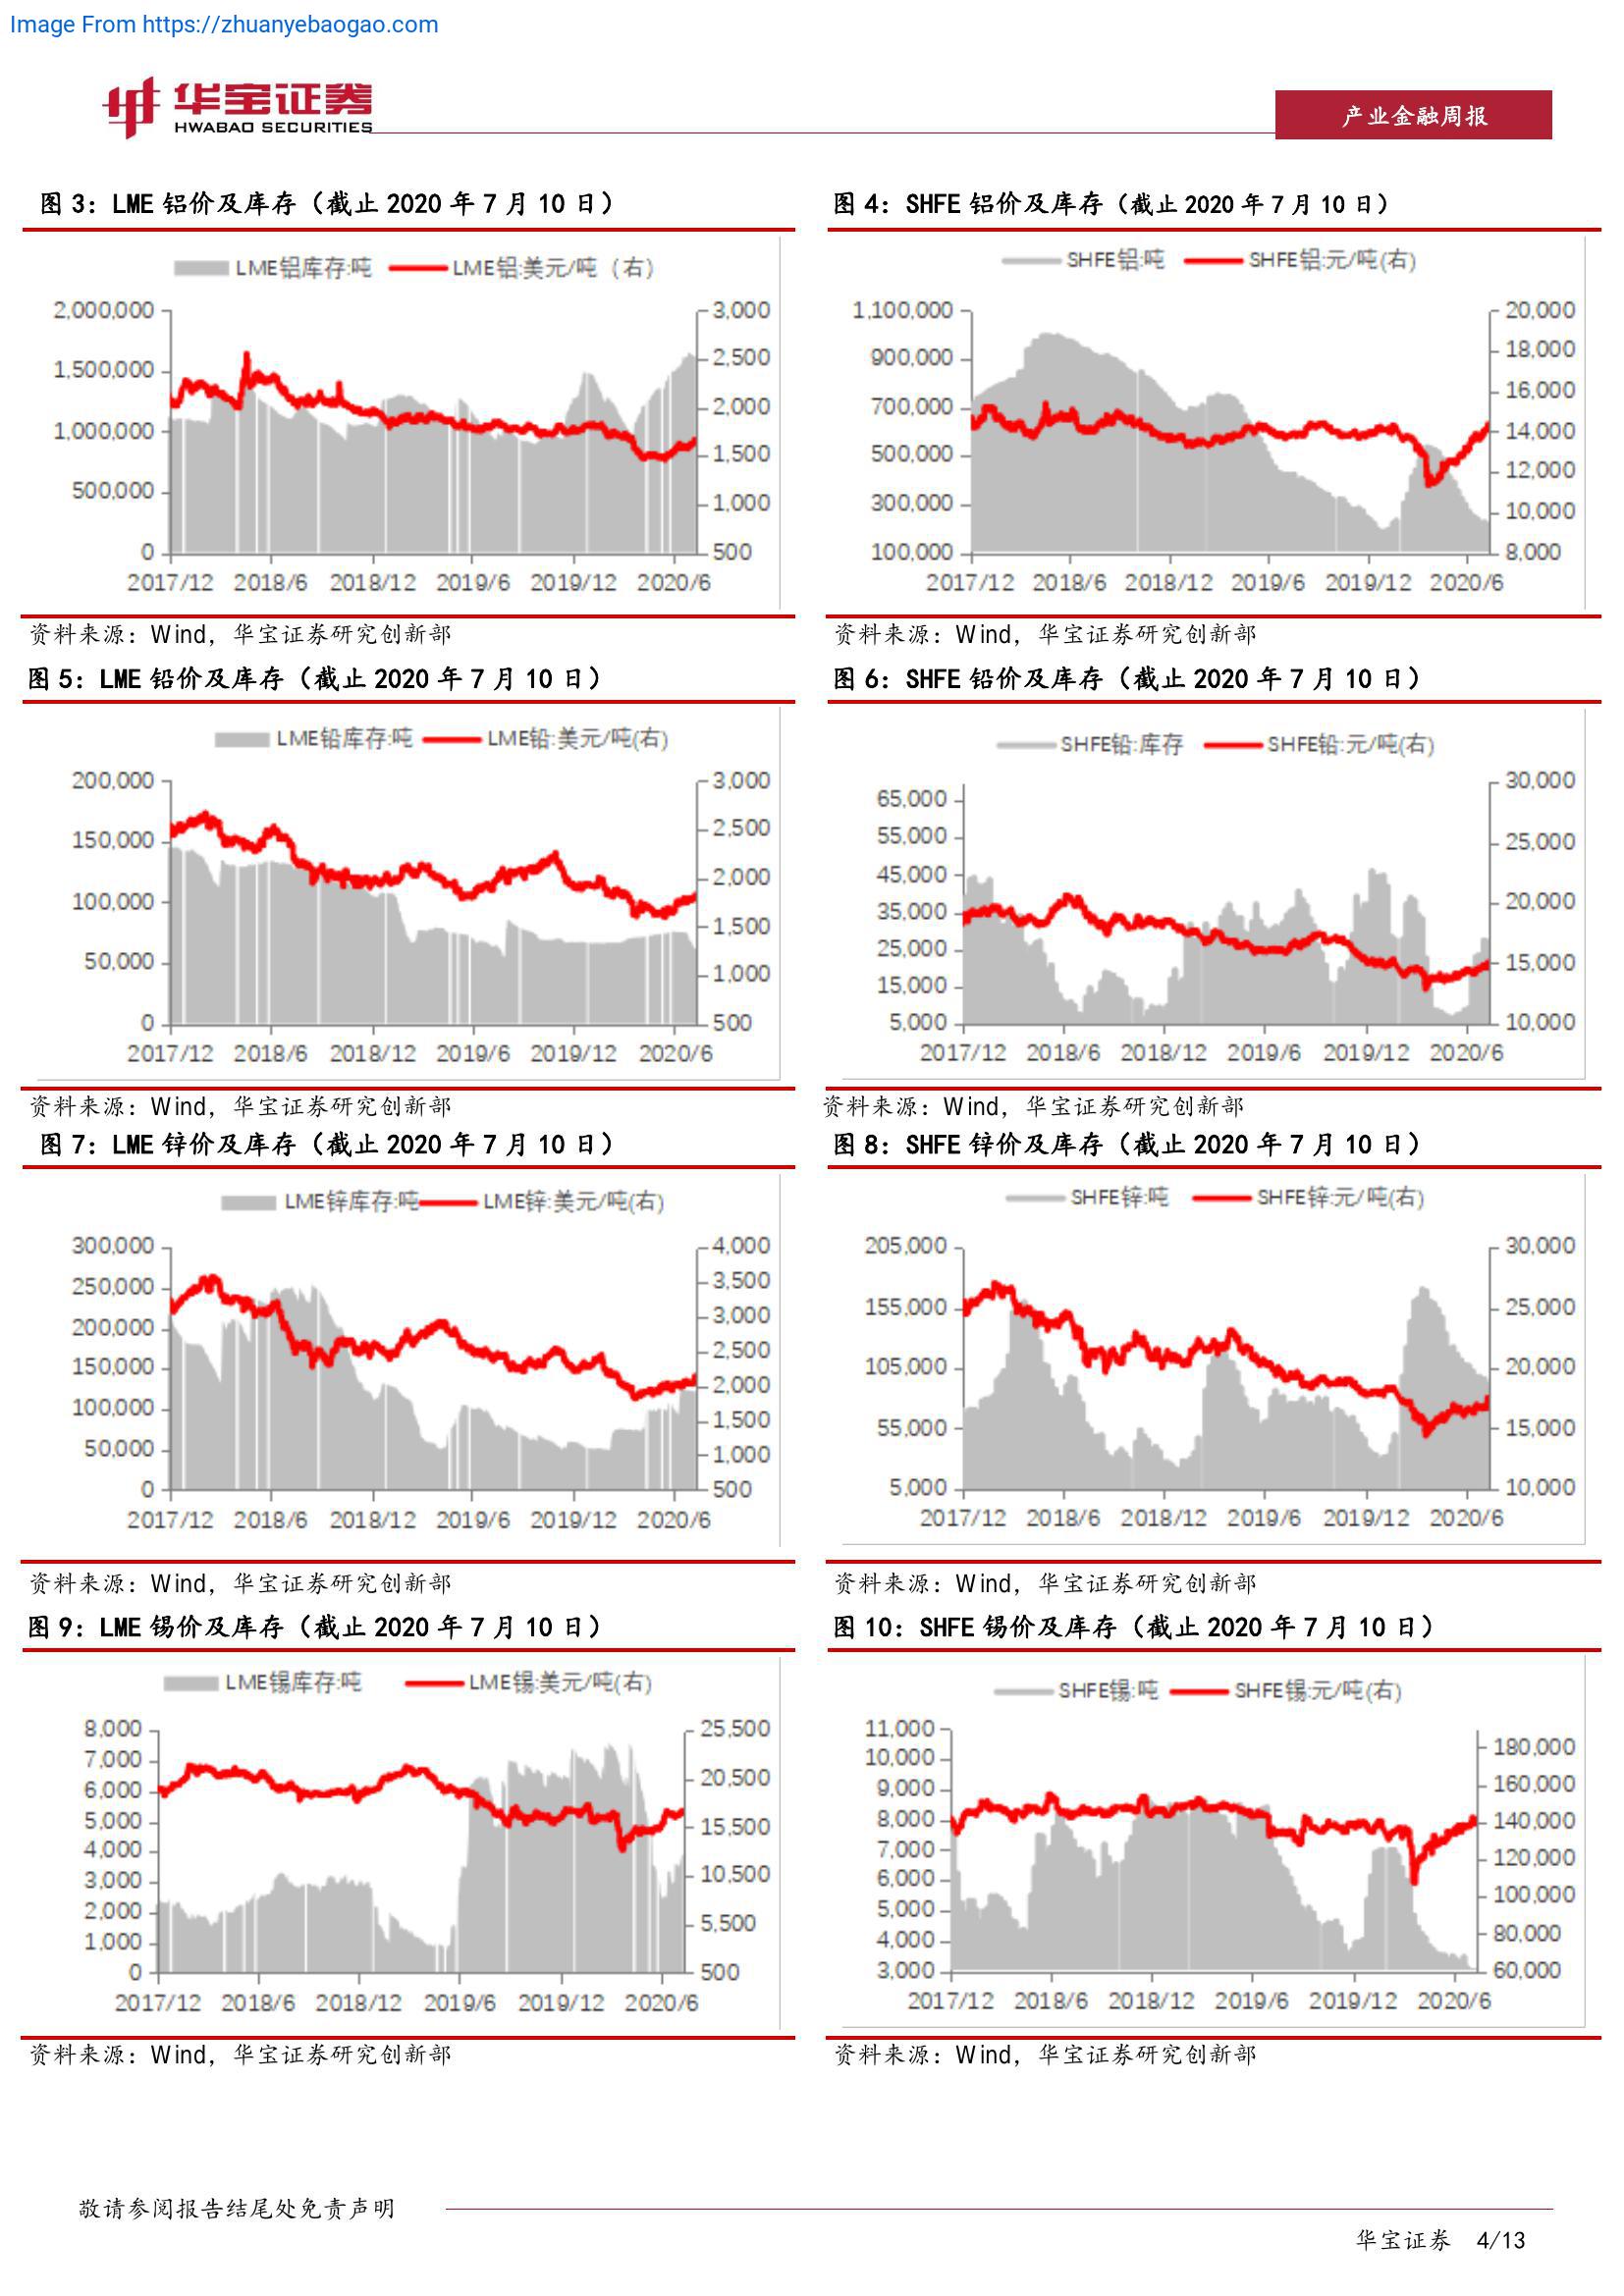 Image From https://zhuanyebaogao.com
华宝证券
HWABAO SECURITIES
产业金融周报
图 3：LME 铝价及库存（截止 2020 年 7 月 10 日）
LME铝库存:吨 LME铝:美元/吨（右）
2,000,000 3,000
2,500
1,500,000
2,000
1,000,000
1,500
500,000
1,000
0 500
2017/12 2018/6 2018/12 2019/6 2019/12 2020/6
资料来源：Wind，华宝证券研究创新部
图 4：SHFE 铝价及库存（截止 2020 年 7 月 10 日）
SHFE铝:吨 SHFE铝:元/吨(右)
1,100,000 20,000
900,000 18,000
16,000
700,000
14,000
500,000
12,000
300,000 10,000
100,000 8,000
2017/12 2018/6 2018/12 2019/6 2019/12 2020/6
资料来源：Wind，华宝证券研究创新部
图 5：LME 铅价及库存（截止 2020 年 7 月 10 日）
LME铅库存:吨 LME铅:美元/吨(右)
200,000 3,000
2,500
150,000
2,000
100,000
1,500
50,000
1,000
0 500
2017/12 2018/6 2018/12 2019/6 2019/12 2020/6
资料来源：Wind，华宝证券研究创新部
图 6：SHFE 铅价及库存（截止 2020 年 7 月 10 日）
SHFE铅:库存 SHFE铅:元/吨(右)
30,000
65,000
55,000 25,000
45,000
20,000
35,000
25,000
15,000
15,000
5,000 10,000
2017/12 2018/6 2018/12 2019/6 2019/12 2020/6
资料来源：Wind，华宝证券研究创新部
图 7：LME 锌价及库存（截止 2020 年 7 月 10 日）
LME锌库存:吨 LME锌:美元/吨(右)
300,000 4,000
250,000 3,500
200,000 3,000
150,000 2,500
2,000
100,000
1,500
50,000 1,000
0 500
2017/12 2018/6 2018/12 2019/6 2019/12 2020/6
资料来源：Wind，华宝证券研究创新部
图 8：SHFE 锌价及库存（截止 2020 年 7 月 10 日）
SHFE锌:吨 SHFE锌:元/吨(右)
205,000 30,000
155,000 25,000
105,000 20,000
55,000 15,000
5,000 10,000
2017/12 2018/6 2018/12 2019/6 2019/12 2020/6
资料来源：Wind，华宝证券研究创新部
图 9：LME 锡价及库存（截止 2020 年 7 月 10 日）
LME锡库存:吨 LME锡:美元/吨(右)
8,000 25,500
7,000
6,000 20,500
5,000 15,500
4,000
3,000 10,500
2,000
5,500
1,000
0 500
2017/12 2018/6 2018/12 2019/6 2019/12 2020/6
资料来源：Wind，华宝证券研究创新部
图 10：SHFE 锡价及库存（截止 2020 年 7 月 10 日）
SHFE锡:吨 SHFE锡:元/吨(右)
11,000
180,000
10,000
9,000 160,000
8,000 140,000
7,000
120,000
6,000
100,000
5,000
4,000 80,000
3,000 60,000
2017/12 2018/6 2018/12 2019/6 2019/12 2020/6
资料来源：Wind，华宝证券研究创新部
敬请参阅报告结尾处免责声明
华宝证券 4/13